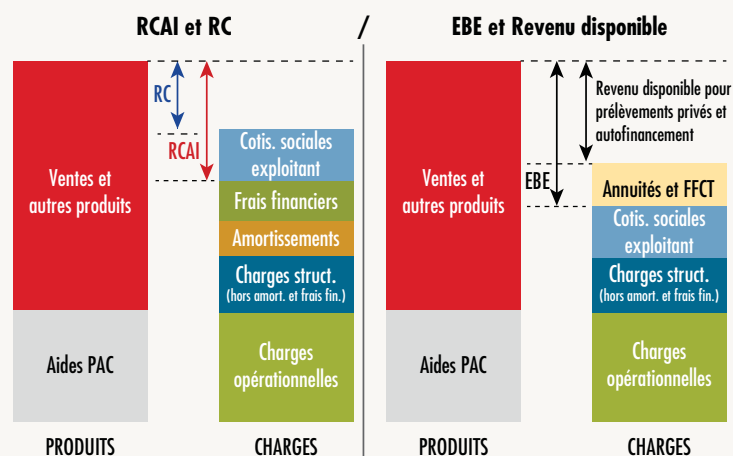 RCAI et RC
/
EBE et Revenu disponible
RC
RCAI
Ventes et
autres produits
Aides PAC
Cotis. sociales
exploitant
Frais financiers
Amortissements
Charges struct.
(hors amort. et frais fin.)
Charges
opérationnelles
PRODUITS
CHARGES
Revenu disponible pour
prélèvements privés et
autofinancement
EBE
Ventes et
autres produits
Aides PAC
Annuités et FFCT
Cotis. sociales
exploitant
Charges struct.
(hors amort. et frais fin.)
Charges
opérationnelles
PRODUITS
CHARGES